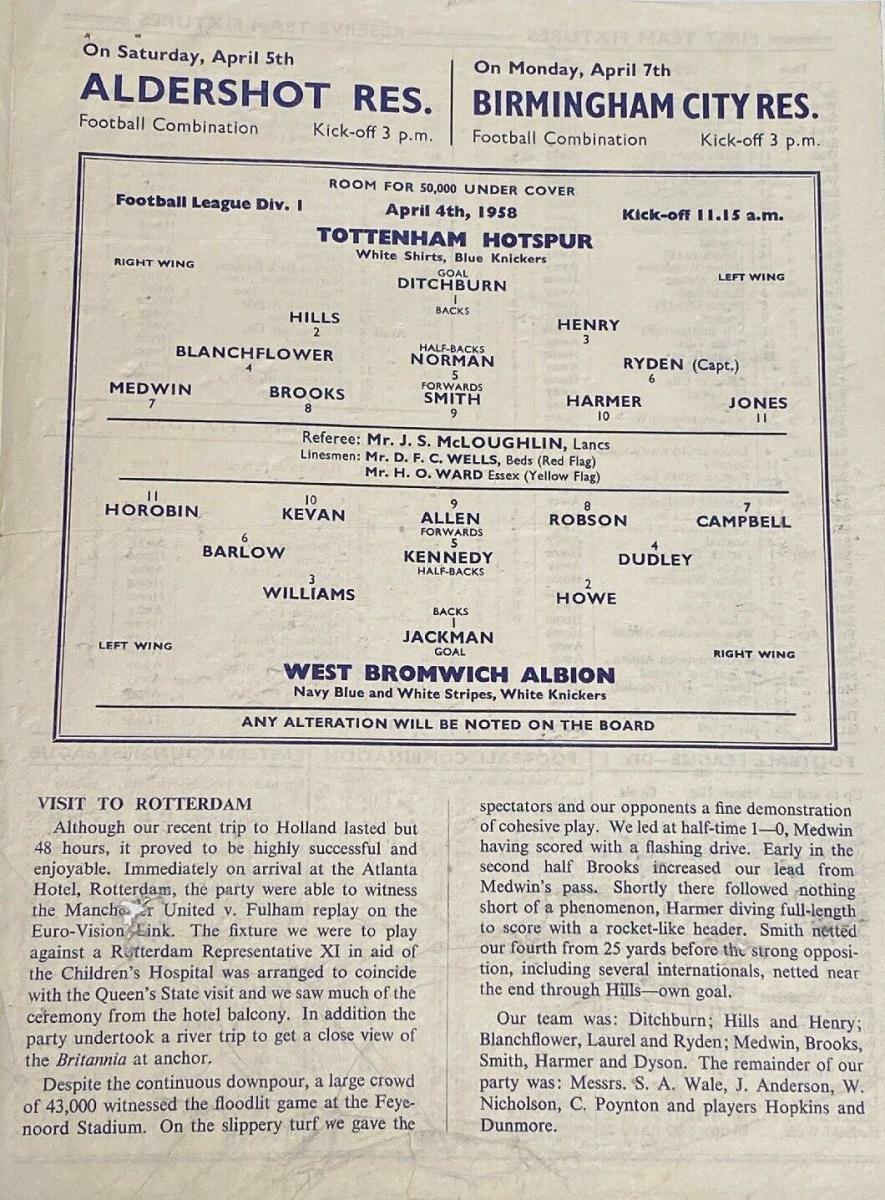 On Saturday, April 5th
ALDERSHOT RES.
Football Combination Kick-off 3 p.m.
On Monday, April 7th
BIRMINGHAM CITY RES.
Football Combination Kick-off 3 p.m.
ROOM FOR 50,000 UNDER COVER
Football League Div. 1 April 4th, 1958 Kick-off 11.15 a.m.
TOTTENHAM HOTSPUR
White Shirts, Blue Knickers
RIGHT WING GOAL LEFT WING
DITCHBURN
1
BACKS
HILLS HENRY
2 3
HALF-BACKS
BLANCHFLOWER NORMAN RYDEN (Capt.)
4 5 6
FORWARDS
MEDWIN BROOKS SMITH HARMER JONES
7 8 9 10 11
Referee: Mr. J. S. McLOUGHLIN, Lancs
Linesmen: Mr. D. F. C. WELLS, Beds (Red Flag)
Mr. H. O. WARD Essex (Yellow Flag)
11 10 9 8 7
HOROBIN KEVAN ALLEN ROBSON CAMPBELL
FORWARDS
6 5 4
BARLOW KENNEDY DUDLEY
HALF-BACKS
3 2
WILLIAMS HOWE
BACKS
1
JACKMAN
LEFT WING GOAL RIGHT WING
WEST BROMWICH ALBION
Navy Blue and White Stripes, White Knickers
ANY ALTERATION WILL BE NOTED ON THE BOARD
VISIT TO ROTTERDAM
Although our recent trip to Holland lasted but
48 hours, it proved to be highly successful and
enjoyable. Immediately on arrival at the Atlanta
Hotel, Rotterdam, the party were able to witness
the Manch r United v. Fulham replay on the
Euro-Vision Link. The fixture we were to play
against a Rotterdam Representative XI in aid of
the Children's Hospital was arranged to coincide
with the Queen's State visit and we saw much of the
ceremony from the hotel balcony. In addition the
party undertook a river trip to get a close view of
the Britannia at anchor.
Despite the continuous downpour, a large crowd
of 43,000 witnessed the floodlit game at the Feye-
noord Stadium. On the slippery turf we gave the
spectators and our opponents a fine demonstration
of cohesive play. We led at half-time 1—0, Medwin
having scored with a flashing drive. Early in the
second half Brooks increased our lead from
Medwin's pass. Shortly there followed nothing
short of a phenomenon, Harmer diving full-length
to score with a rocket-like header. Smith netted
our fourth from 25 yards before the strong opposi-
tion, including several internationals, netted near
the end through Hills—own goal.
Our team was: Ditchburn; Hills and Henry;
Blanchflower, Laurel and Ryden; Medwin, Brooks,
Smith, Harmer and Dyson. The remainder of our
party was: Messrs. S. A. Wale, J. Anderson, W.
Nicholson, C. Poynton and players Hopkins and
Dunmore.